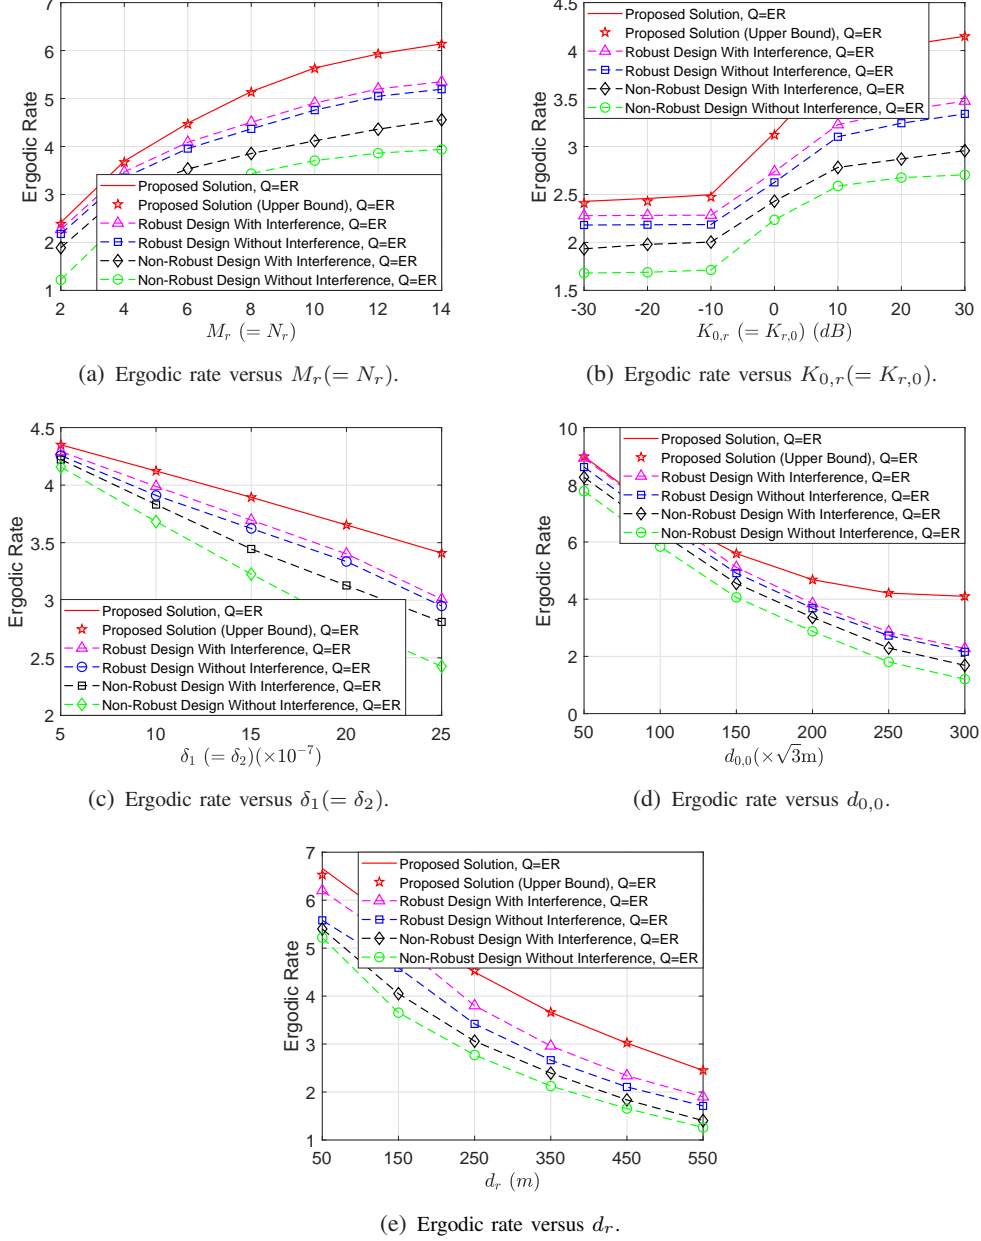 7
6
5
4
3
2
1
Ergodic Rate
Proposed Solution, Q=ER
Proposed Solution (Upper Bound), Q=ER
Robust Design With Interference, Q=ER
Robust Design Without Interference, Q=ER
Non-Robust Design With Interference, Q=ER
Non-Robust Design Without Interference, Q=ER
2 4 6 8 10 12 14
M_r (= N_r)
(a) Ergodic rate versus M_r(= N_r).
4.5
4
3.5
3
2.5
2
1.5
Ergodic Rate
Proposed Solution, Q=ER
Proposed Solution (Upper Bound), Q=ER
Robust Design With Interference, Q=ER
Robust Design Without Interference, Q=ER
Non-Robust Design With Interference, Q=ER
Non-Robust Design Without Interference, Q=ER
-30 -20 -10 0 10 20 30
K_{0,r} (= K_{r,0}) (dB)
(b) Ergodic rate versus K_{0,r}(= K_{r,0}).
4.5
4
3.5
3
2.5
2
Ergodic Rate
Proposed Solution, Q=ER
Proposed Solution (Upper Bound), Q=ER
Robust Design With Interference, Q=ER
Robust Design Without Interference, Q=ER
Non-Robust Design With Interference, Q=ER
Non-Robust Design Without Interference, Q=ER
5 10 15 20 25
δ_1 (= δ_2)(×10^{-7})
(c) Ergodic rate versus δ_1(= δ_2).
10
8
6
4
2
0
Ergodic Rate
Proposed Solution, Q=ER
Proposed Solution (Upper Bound), Q=ER
Robust Design With Interference, Q=ER
Robust Design Without Interference, Q=ER
Non-Robust Design With Interference, Q=ER
Non-Robust Design Without Interference, Q=ER
50 100 150 200 250 300
d_{0,0}(×√3m)
(d) Ergodic rate versus d_{0,0}.
7
6
5
4
3
2
1
Ergodic Rate
Proposed Solution, Q=ER
Proposed Solution (Upper Bound), Q=ER
Robust Design With Interference, Q=ER
Robust Design Without Interference, Q=ER
Non-Robust Design With Interference, Q=ER
Non-Robust Design Without Interference, Q=ER
50 150 250 350 450 550
d_r (m)
(e) Ergodic rate versus d_r.